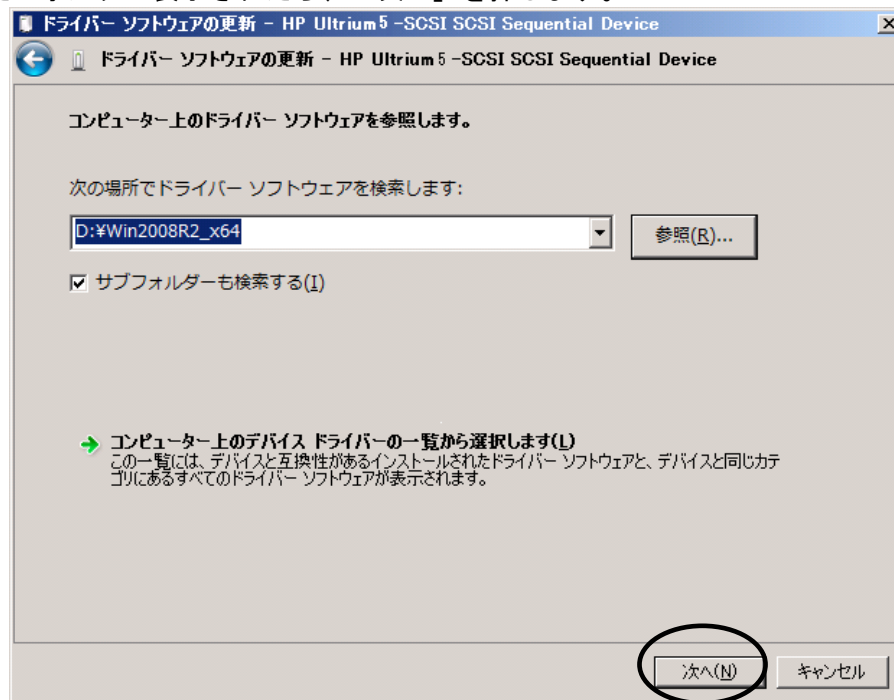 ドライバー ソフトウェアの更新 - HP Ultrium5-SCSI SCSI Sequential Device
ドライバー ソフトウェアの更新 - HP Ultrium5-SCSI SCSI Sequential Device
コンピューター上のドライバー ソフトウェアを参照します。
次の場所でドライバー ソフトウェアを検索します:
D:¥Win2008R2_x64
参照(R)...
サブフォルダーも検索する(I)
コンピューター上のデバイス ドライバーの一覧から選択します(L)
この一覧には、デバイスと互換性があるインストールされたドライバー ソフトウェアと、デバイスと同じカテ
ゴリにあるすべてのドライバー ソフトウェアが表示されます。
次へ(N)
キャンセル